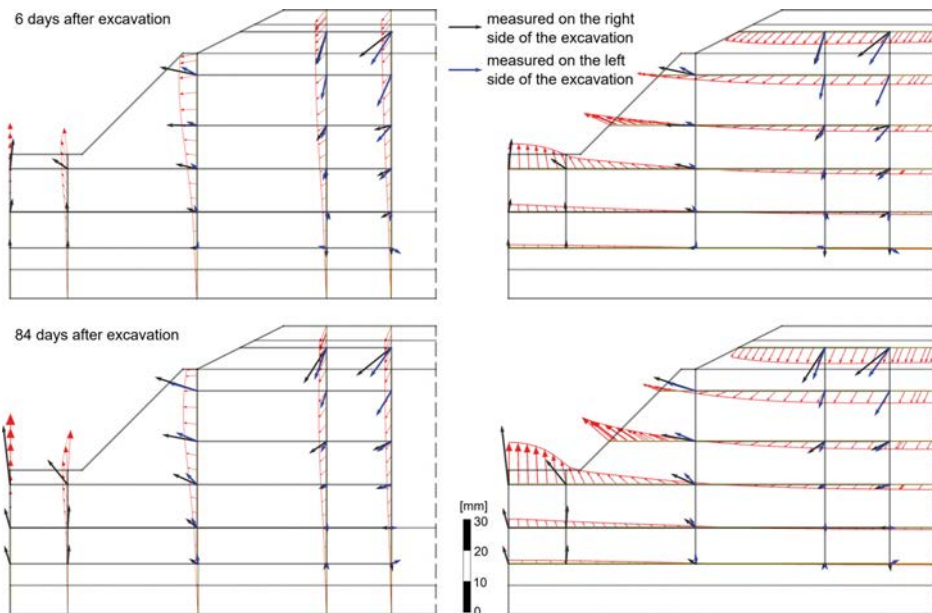 6 days after excavation
measured on the right
side of the excavation
measured on the left
side of the excavation
84 days after excavation
[mm]
30
20
10
0